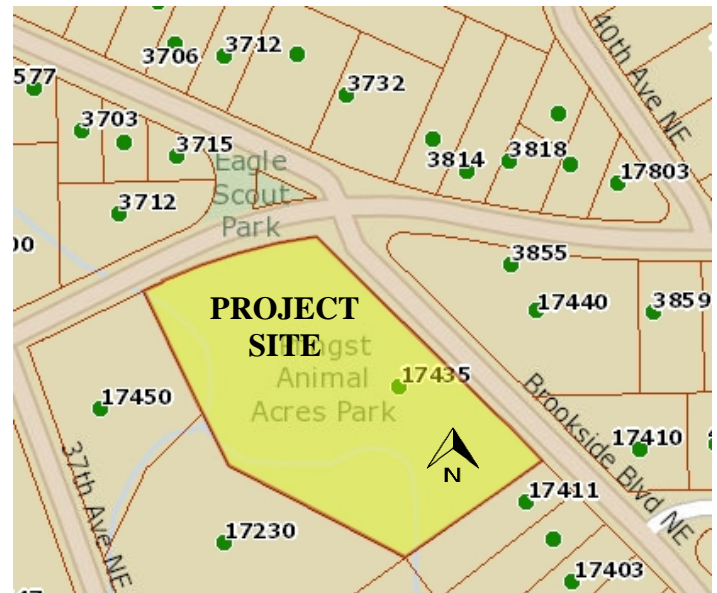 3712
3706
3732
40th Ave NE
577
3703
3715
3814
3818
17803
Eagle
Scout
Park
3712
00
3855
17440
3859
PROJECT
SITE
Animal
Acres Park
17435
17450
N
Brookside Blvd NE
17410
37th Ave NE
17411
17230
17403